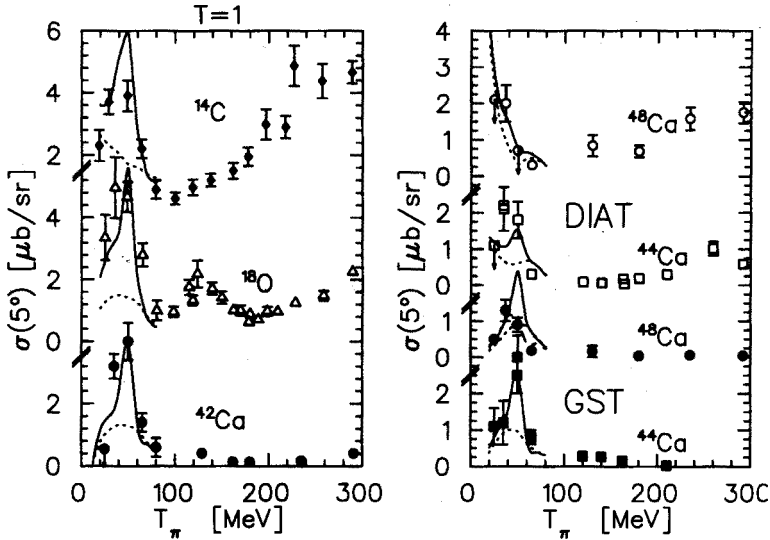 T=1
σ(5°) [μb/sr]
6
4
2
4
2
0
2
0
¹⁴C
¹⁸O
⁴²Ca
0 100 200 300
T_π [MeV]
σ(5°) [μb/sr]
4
3
2
1
0
2
1
0
1
0
2
1
0
⁴⁸Ca
DIAT
⁴⁴Ca
⁴⁸Ca
GST
⁴⁴Ca
0 100 200 300
T_π [MeV]